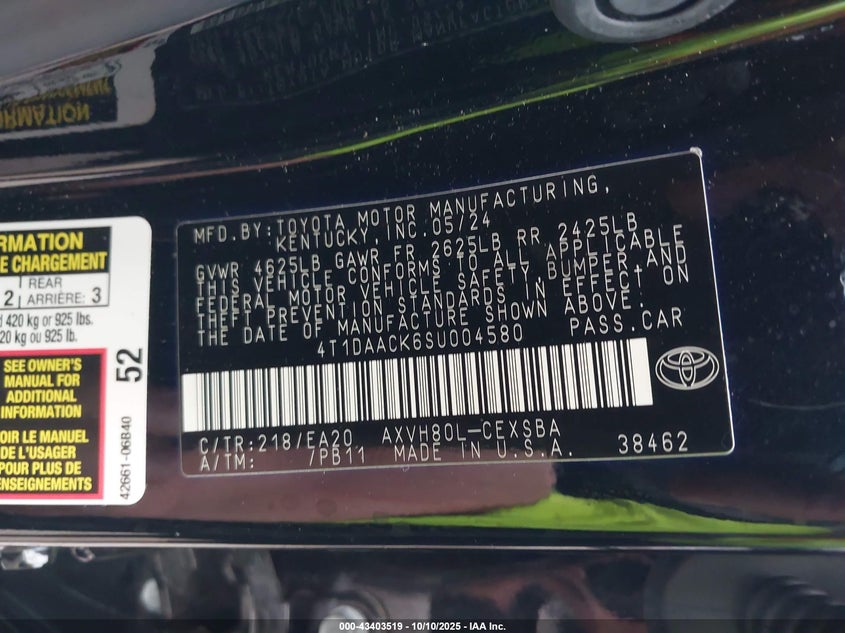 RMATION
E CHARGEMENT
2 REAR ARRIÈRE: 3
d 420 kg or 925 lbs.
20 kg ou 925 lb.
SEE OWNER'S
MANUAL FOR
ADDITIONAL
INFORMATION
OIR LE MANUEL
DE L'USAGER
POUR PLUS DE
RENSEIGNEMENTS
52
42661-06B40
MFD.BY:TOYOTA MOTOR MANUFACTURING,
KENTUCKY,INC.05/24
GVWR 4625LB GAWR FR 2625LB RR 2425LB
THIS VEHICLE CONFORMS TO ALL APPLICABLE
FEDERAL MOTOR VEHICLE SAFETY,BUMPER,AND
THEFT PREVENTION STANDARDS IN EFFECT ON
THE DATE OF MANUFACTURE SHOWN ABOVE.
4T1DAACK6SU004580 PASS.CAR
C/TR:218/EA20 AXVH80L-CEXSBA
A/TM: 7PB11 MADE IN U.S.A. 38462
000-43403519 - 10/10/2025 - IAA Inc.